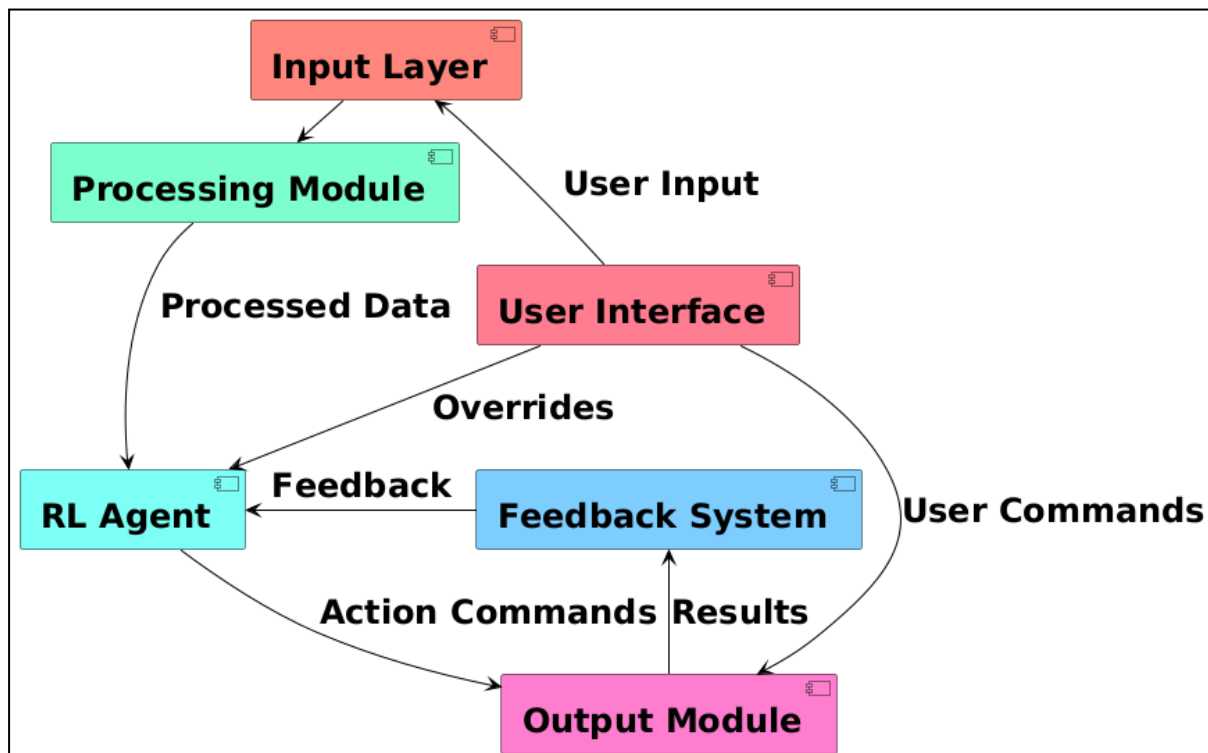 Input Layer
Processing Module
User Input
Processed Data
User Interface
Overrides
Feedback
RL Agent
Feedback System
User Commands
Action Commands
Results
Output Module